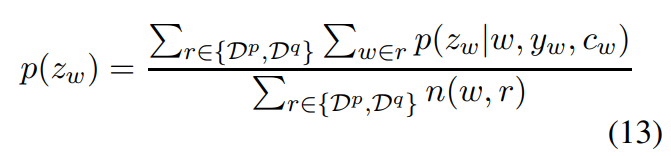 p(z_w) = \frac{\sum_{r \in \{\mathcal{D}^p, \mathcal{D}^q\}} \sum_{w \in r} p(z_w | w, y_w, c_w)}{\sum_{r \in \{\mathcal{D}^p, \mathcal{D}^q\}} n(w, r)}
(13)